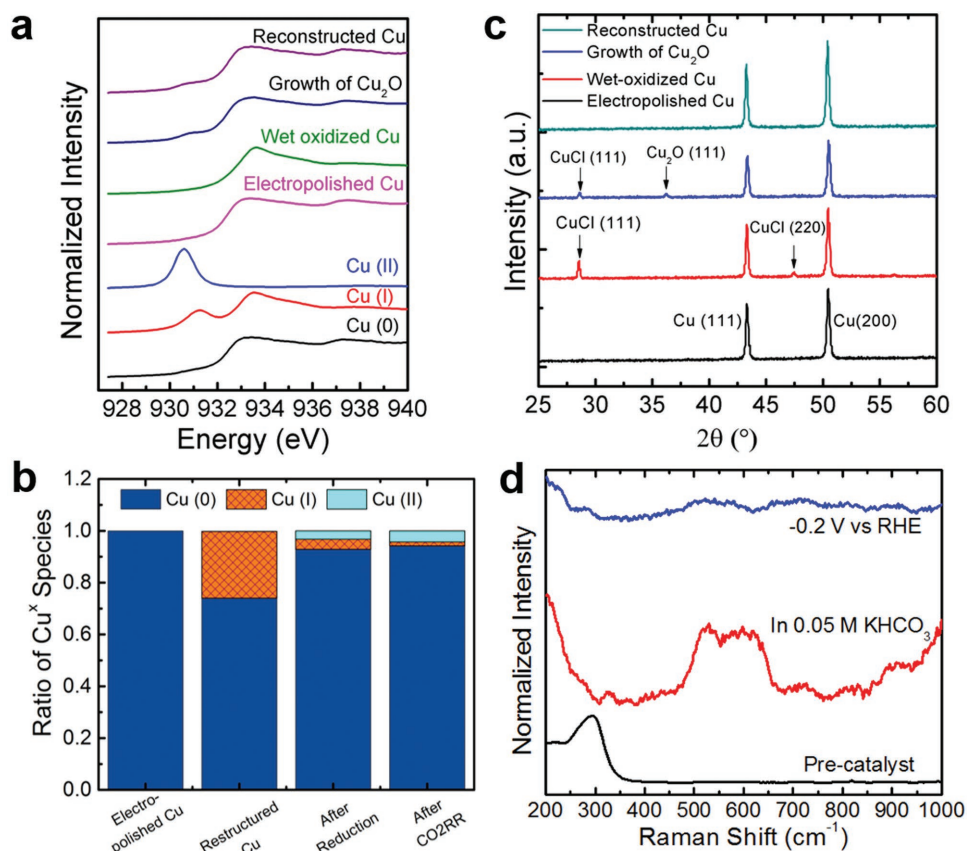 a
Reconstructed Cu
Growth of Cu₂O
Wet oxidized Cu
Electropolished Cu
Cu (II)
Cu (I)
Cu (0)
Normalized Intensity
928 930 932 934 936 938 940
Energy (eV)
c
Reconstructed Cu
Growth of Cu₂O
Wet-oxidized Cu
Electropolished Cu
CuCl (111)
Cu₂O (111)
CuCl (111)
CuCl (220)
Cu (111)
Cu(200)
Intensity (a.u.)
25 30 35 40 45 50 55 60
2θ (°)
b
1.2
Cu (0) Cu (I) Cu (II)
1.0
0.8
0.6
0.4
0.2
0.0
Ratio of Cuˣ Species
Electro-
polished Cu
Restructured
Cu
After
Reduction
After
CO2RR
d
-0.2 V vs RHE
In 0.05 M KHCO₃
Pre-catalyst
Normalized Intensity
200 300 400 500 600 700 800 900 1000
Raman Shift (cm⁻¹)